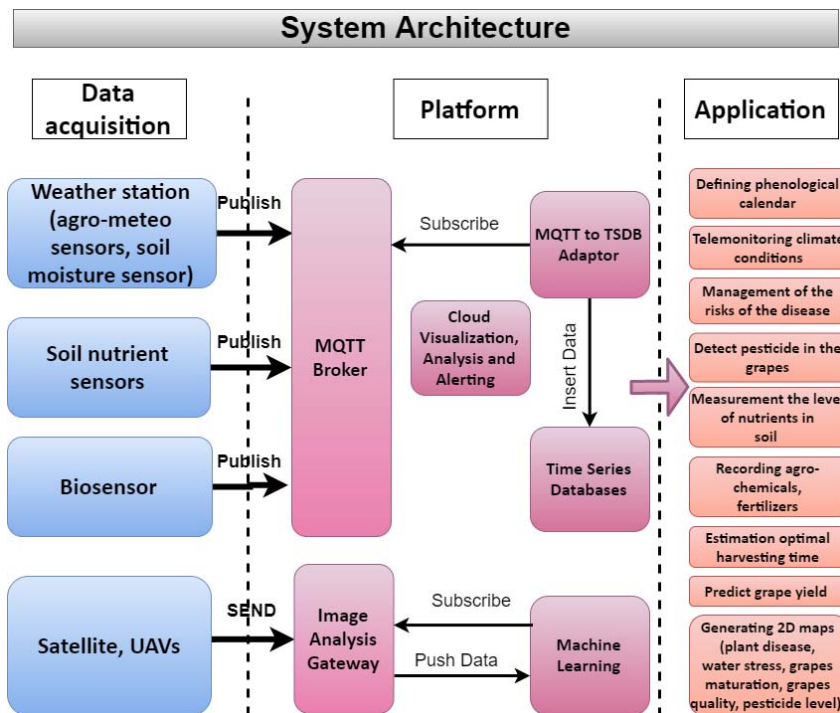 System Architecture
Data
acquisition
Platform
Application
Weather station
(agro-meteo
sensors, soil
moisture sensor)
Publish
Soil nutrient
sensors
Publish
Biosensor
Publish
Satellite, UAVs
SEND
MQTT
Broker
Subscribe
MQTT to TSDB
Adaptor
Cloud
Visualization,
Analysis and
Alerting
Insert Data
Time Series
Databases
Image
Analysis
Gateway
Subscribe
Push Data
Machine
Learning
Defining phenological
calendar
Telemonitoring climate
conditions
Management of the
risks of the disease
Detect pesticide in the
grapes
Measurement the level
of nutrients in
soil
Recording agro-
chemicals,
fertilizers
Estimation optimal
harvesting time
Predict grape yield
Generating 2D maps
(plant disease,
water stress, grapes
maturation, grapes
quality, pesticide level)